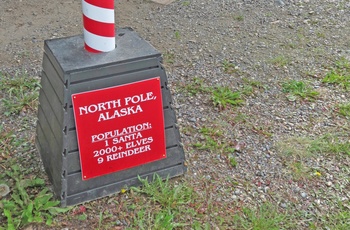 NORTH POLE,
ALASKA
POPULATION:
1 SANTA
2000+ ELVES
9 REINDEER